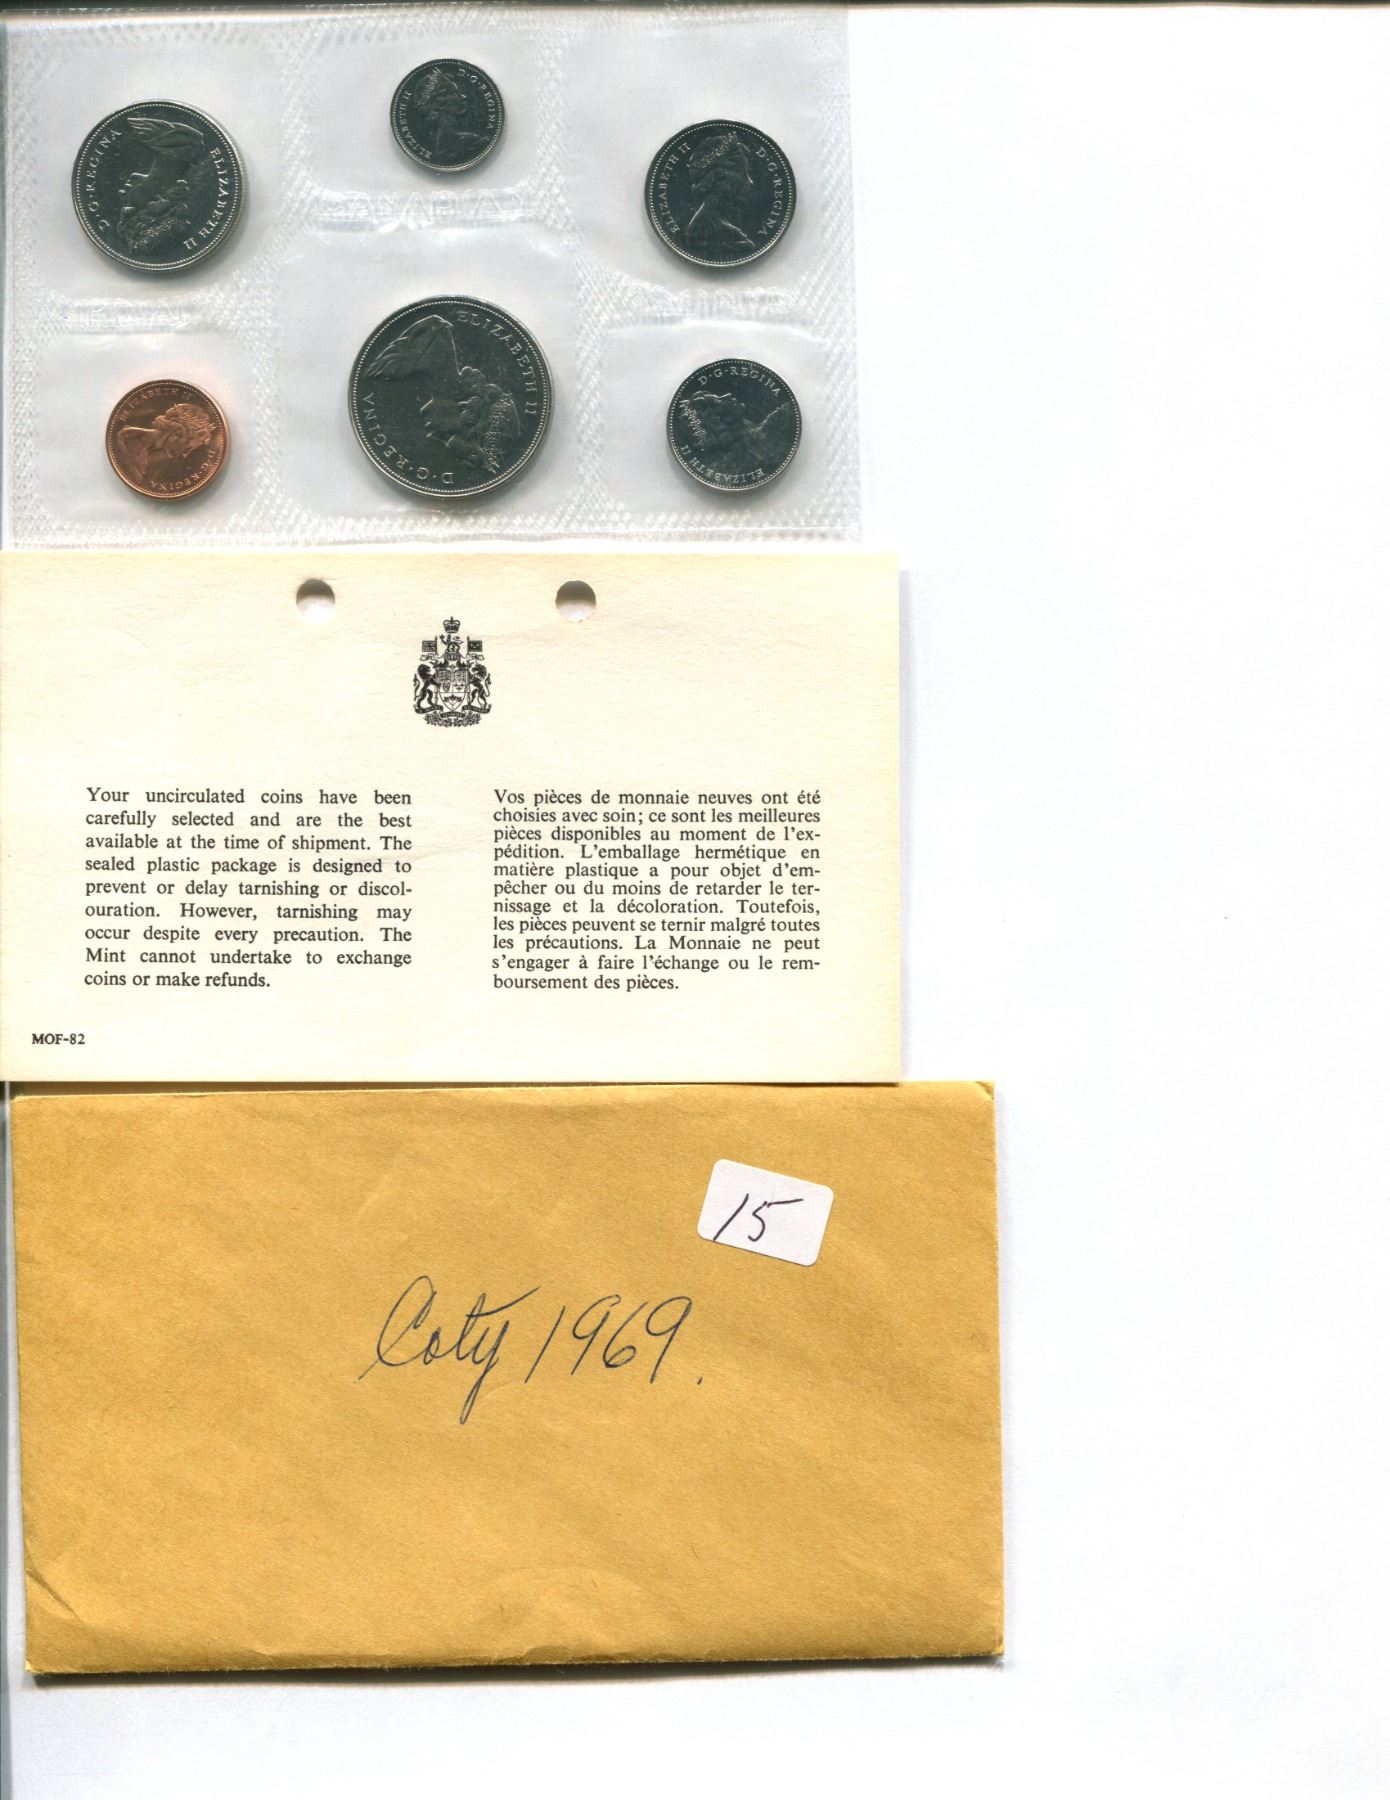 D·G·REGINA ELIZABETH II
ELIZABETH II D·G·REGINA
ELIZABETH II D·G·REGINA
ELIZABETH II D·G·REGINA
ELIZABETH II D·G·REGINA
D·G·REGINA ELIZABETH II
Your uncirculated coins have been
carefully selected and are the best
available at the time of shipment. The
sealed plastic package is designed to
prevent or delay tarnishing or discol-
ouration. However, tarnishing may
occur despite every precaution. The
Mint cannot undertake to exchange
coins or make refunds.
Vos pièces de monnaie neuves ont été
choisies avec soin; ce sont les meilleures
pièces disponibles au moment de l'ex-
pédition. L'emballage hermétique en
matière plastique a pour objet d'em-
pêcher ou du moins de retarder le ter-
nissage et la décoloration. Toutefois,
les pièces peuvent se ternir malgré toutes
les précautions. La Monnaie ne peut
s'engager à faire l'échange ou le rem-
boursement des pièces.
MOF-82
15
Coty 1969.